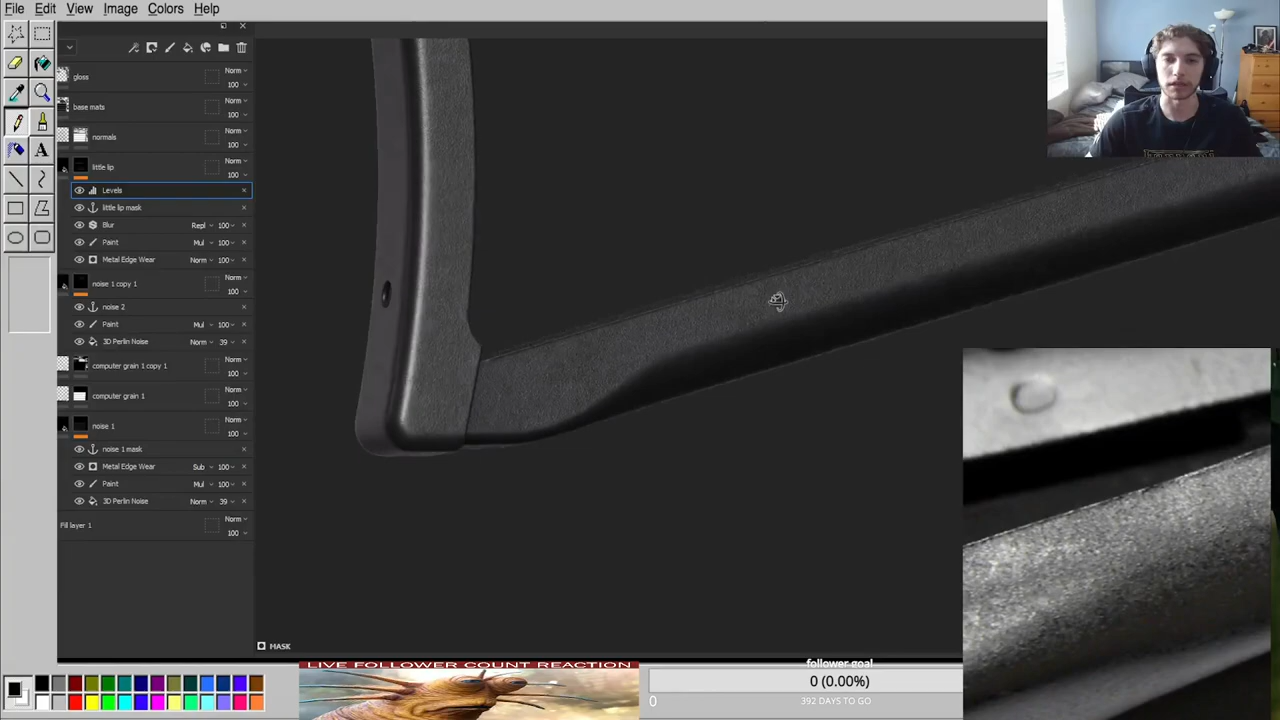 File Edit View Image Colors Help
gloss Norm 100
base mats Norm 100
normals Norm 100
little lip Norm 100
Levels
little lip mask
Blur Repl 100
Paint Mul 100
Metal Edge Wear Norm 100
noise 1 copy 1 Norm 100
noise 2
Paint Mul 100
3D Perlin Noise Norm 39
computer grain 1 copy 1 Norm 100
computer grain 1 Norm 100
noise 1 Norm 100
noise 1 mask
Metal Edge Wear Sub 100
Paint Mul 100
3D Perlin Noise Norm 39
Fill layer 1 Norm 100
MASK
A
LIVE FOLLOWER COUNT REACTION
follower goal
0 (0.00%)
0 392 DAYS TO GO